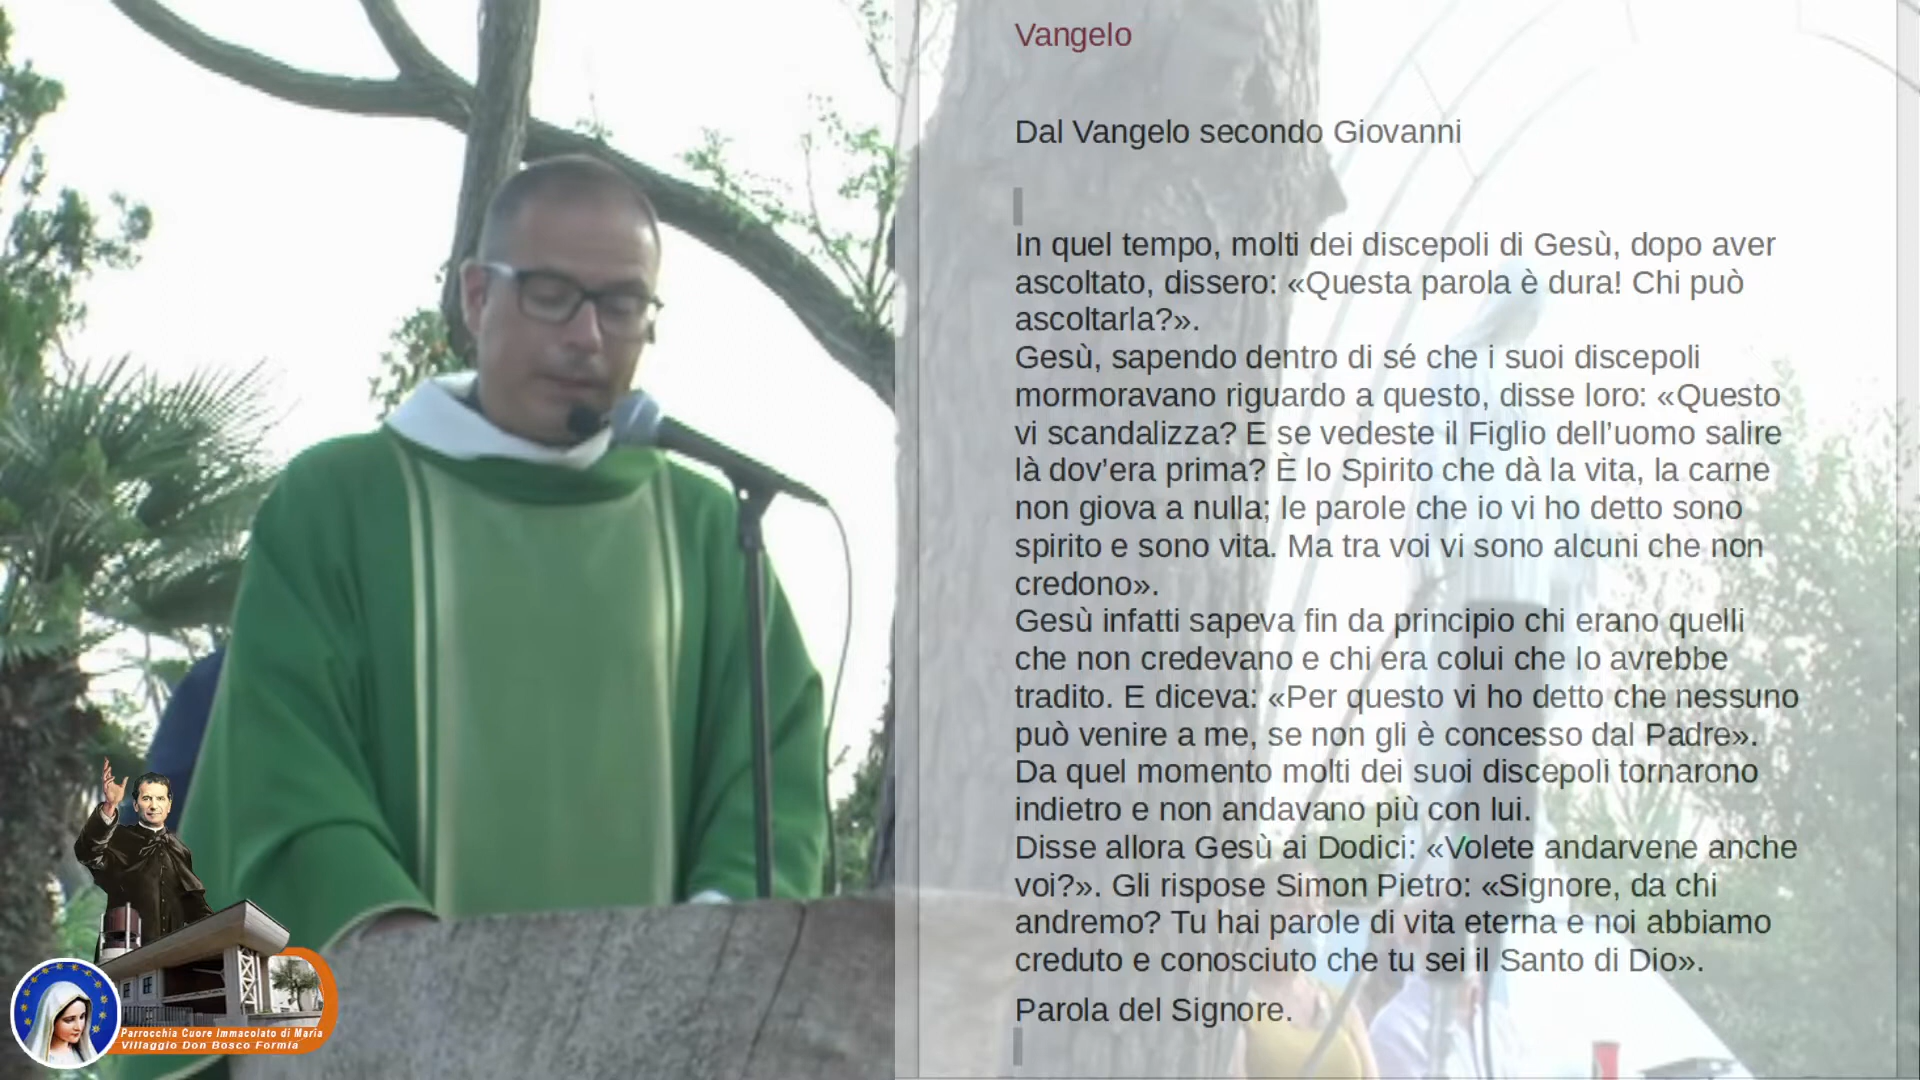 Vangelo
Dal Vangelo secondo Giovanni
In quel tempo, molti dei discepoli di Gesù, dopo aver
ascoltato, dissero: «Questa parola è dura! Chi può
ascoltarla?».
Gesù, sapendo dentro di sé che i suoi discepoli
mormoravano riguardo a questo, disse loro: «Questo
vi scandalizza? E se vedeste il Figlio dell’uomo salire
là dov’era prima? È lo Spirito che dà la vita, la carne
non giova a nulla; le parole che io vi ho detto sono
spirito e sono vita. Ma tra voi vi sono alcuni che non
credono».
Gesù infatti sapeva fin da principio chi erano quelli
che non credevano e chi era colui che lo avrebbe
tradito. E diceva: «Per questo vi ho detto che nessuno
può venire a me, se non gli è concesso dal Padre».
Da quel momento molti dei suoi discepoli tornarono
indietro e non andavano più con lui.
Disse allora Gesù ai Dodici: «Volete andarvene anche
voi?». Gli rispose Simon Pietro: «Signore, da chi
andremo? Tu hai parole di vita eterna e noi abbiamo
creduto e conosciuto che tu sei il Santo di Dio».
Parola del Signore.
Parrocchia Cuore Immacolato di Maria
Villaggio Don Bosco Formia